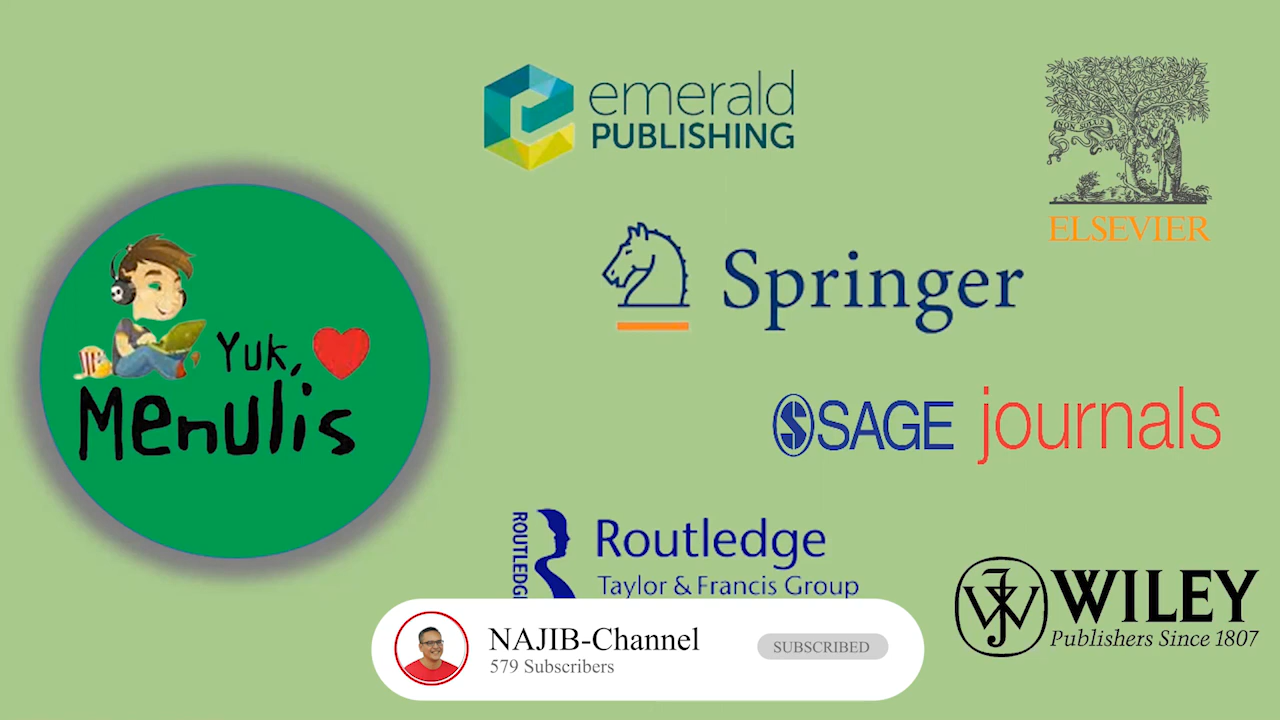 emerald
PUBLISHING
ELSEVIER
Springer
Yuk,
Menulis
SAGE journals
ROUTLEDGE
Routledge
Taylor & Francis Group
WILEY
Publishers Since 1807
NAJIB-Channel
579 Subscribers
SUBSCRIBED